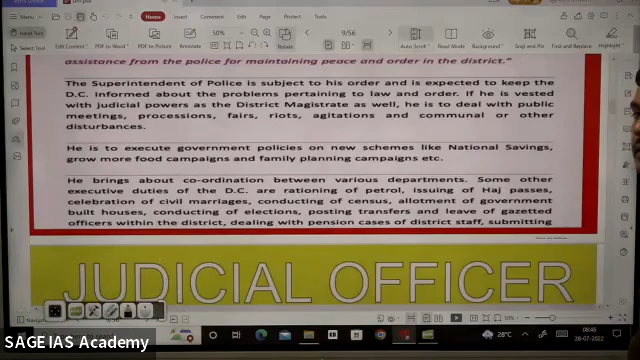 Menu
Home
Insert
Comment
Edit
Page
Protect
Tools
Hand Tool
Select Tool
Edit Content
PDF to Word
PDF to Picture
Annotate
50%
9/56
Rotate
Auto Scroll
Read Mode
Background
Snip and Pin
Find and Replace
Highlight
assistance from the police for maintaining peace and order in the district."
The Superintendent of Police is subject to his order and is expected to keep the
D.C. informed about the problems pertaining to law and order. If he is vested
with judicial powers as the District Magistrate as well, he is to deal with public
meetings, processions, fairs, riots, agitations and communal or other
disturbances.
He is to execute government policies on new schemes like National Savings,
grow more food campaigns and family planning campaigns etc.
He brings about co-ordination between various departments. Some other
executive duties of the D.C. are rationing of petrol, issuing of Haj passes,
celebration of civil marriages, conducting of census, allotment of government
built houses, conducting of elections, posting transfers and leave of gazetted
officers within the district, dealing with pension cases of district staff, submitting
JUDICIAL OFFICER
9/56
SAGE IAS Academy
28°C
08:46
28-07-2022